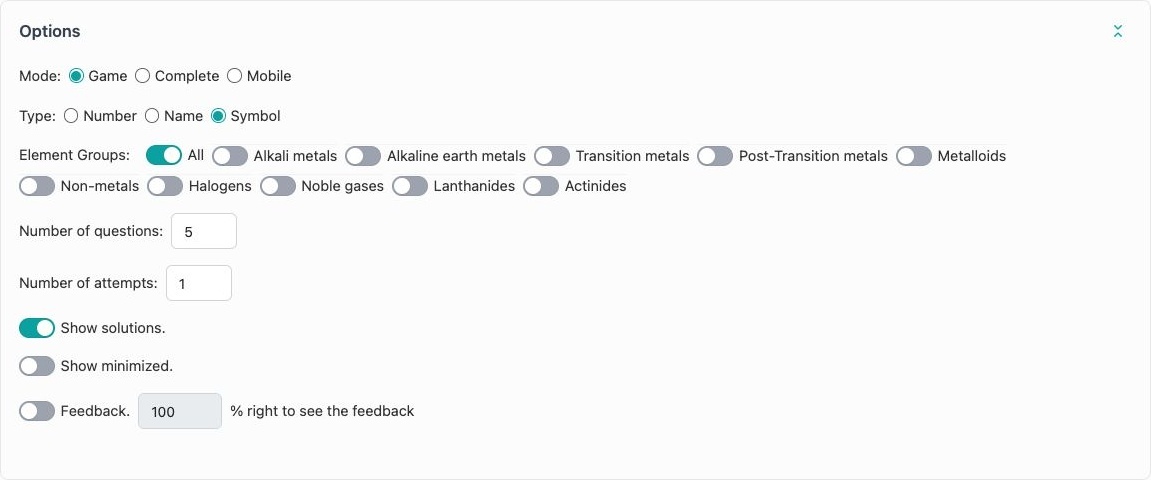 Options
Mode: Game Complete Mobile
Type: Number Name Symbol
Element Groups: All Alkali metals Alkaline earth metals Transition metals Post-Transition metals Metalloids
Non-metals Halogens Noble gases Lanthanides Actinides
Number of questions: 5
Number of attempts: 1
Show solutions.
Show minimized.
Feedback. 100 % right to see the feedback